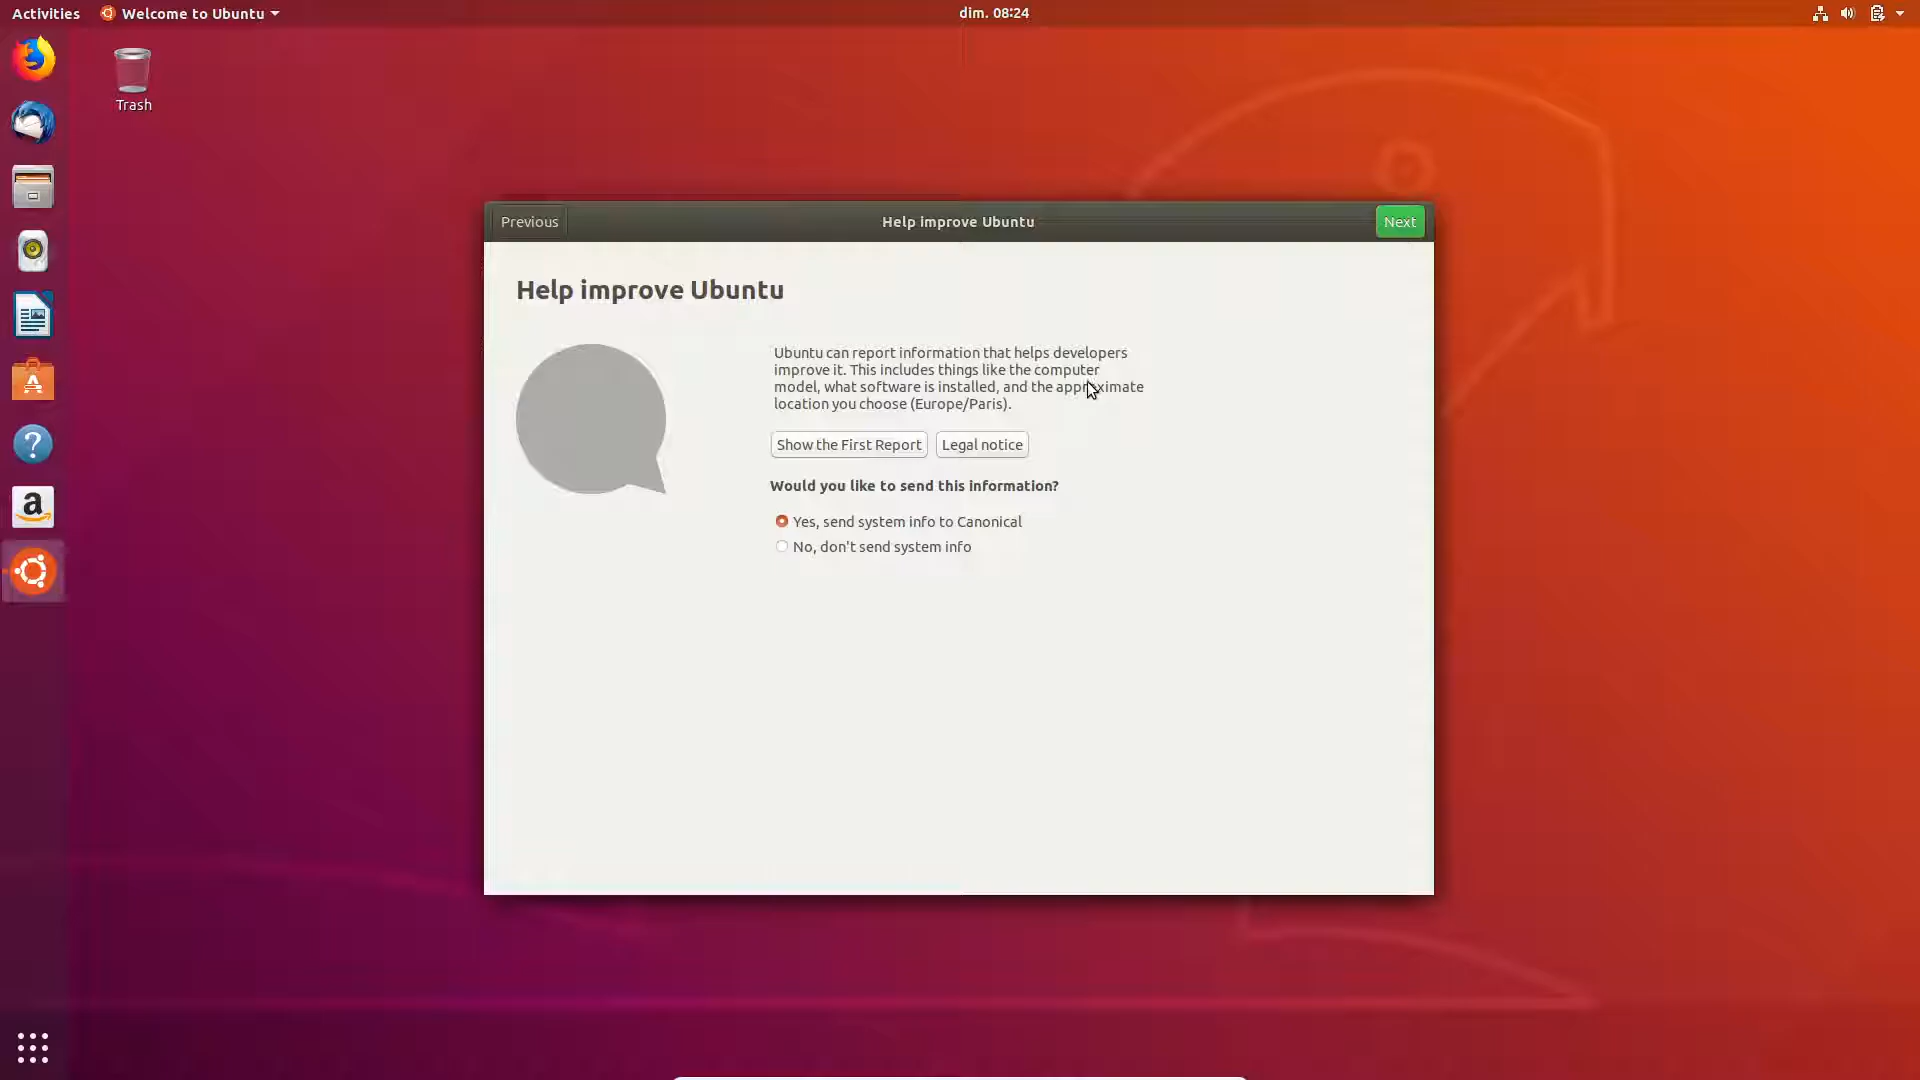 Activities Welcome to Ubuntu dim. 08:24
Trash
Previous Help improve Ubuntu Next
Help improve Ubuntu
Ubuntu can report information that helps developers
improve it. This includes things like the computer
model, what software is installed, and the approximate
location you choose (Europe/Paris).
Show the First Report Legal notice
Would you like to send this information?
Yes, send system info to Canonical
No, don't send system info